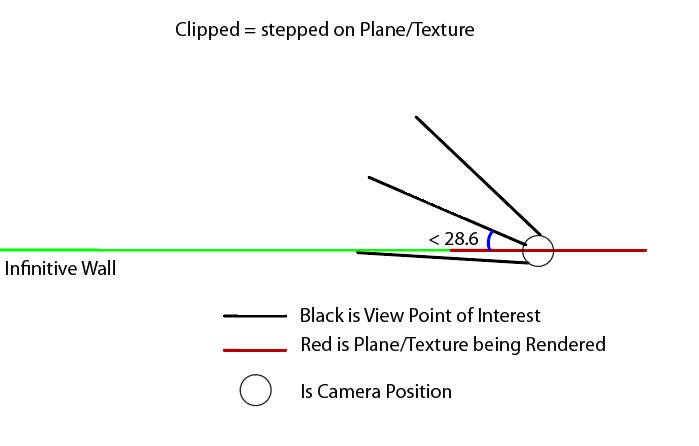 Clipped = stepped on Plane/Texture
< 28.6
Infinitive Wall
Black is View Point of Interest
Red is Plane/Texture being Rendered
Is Camera Position